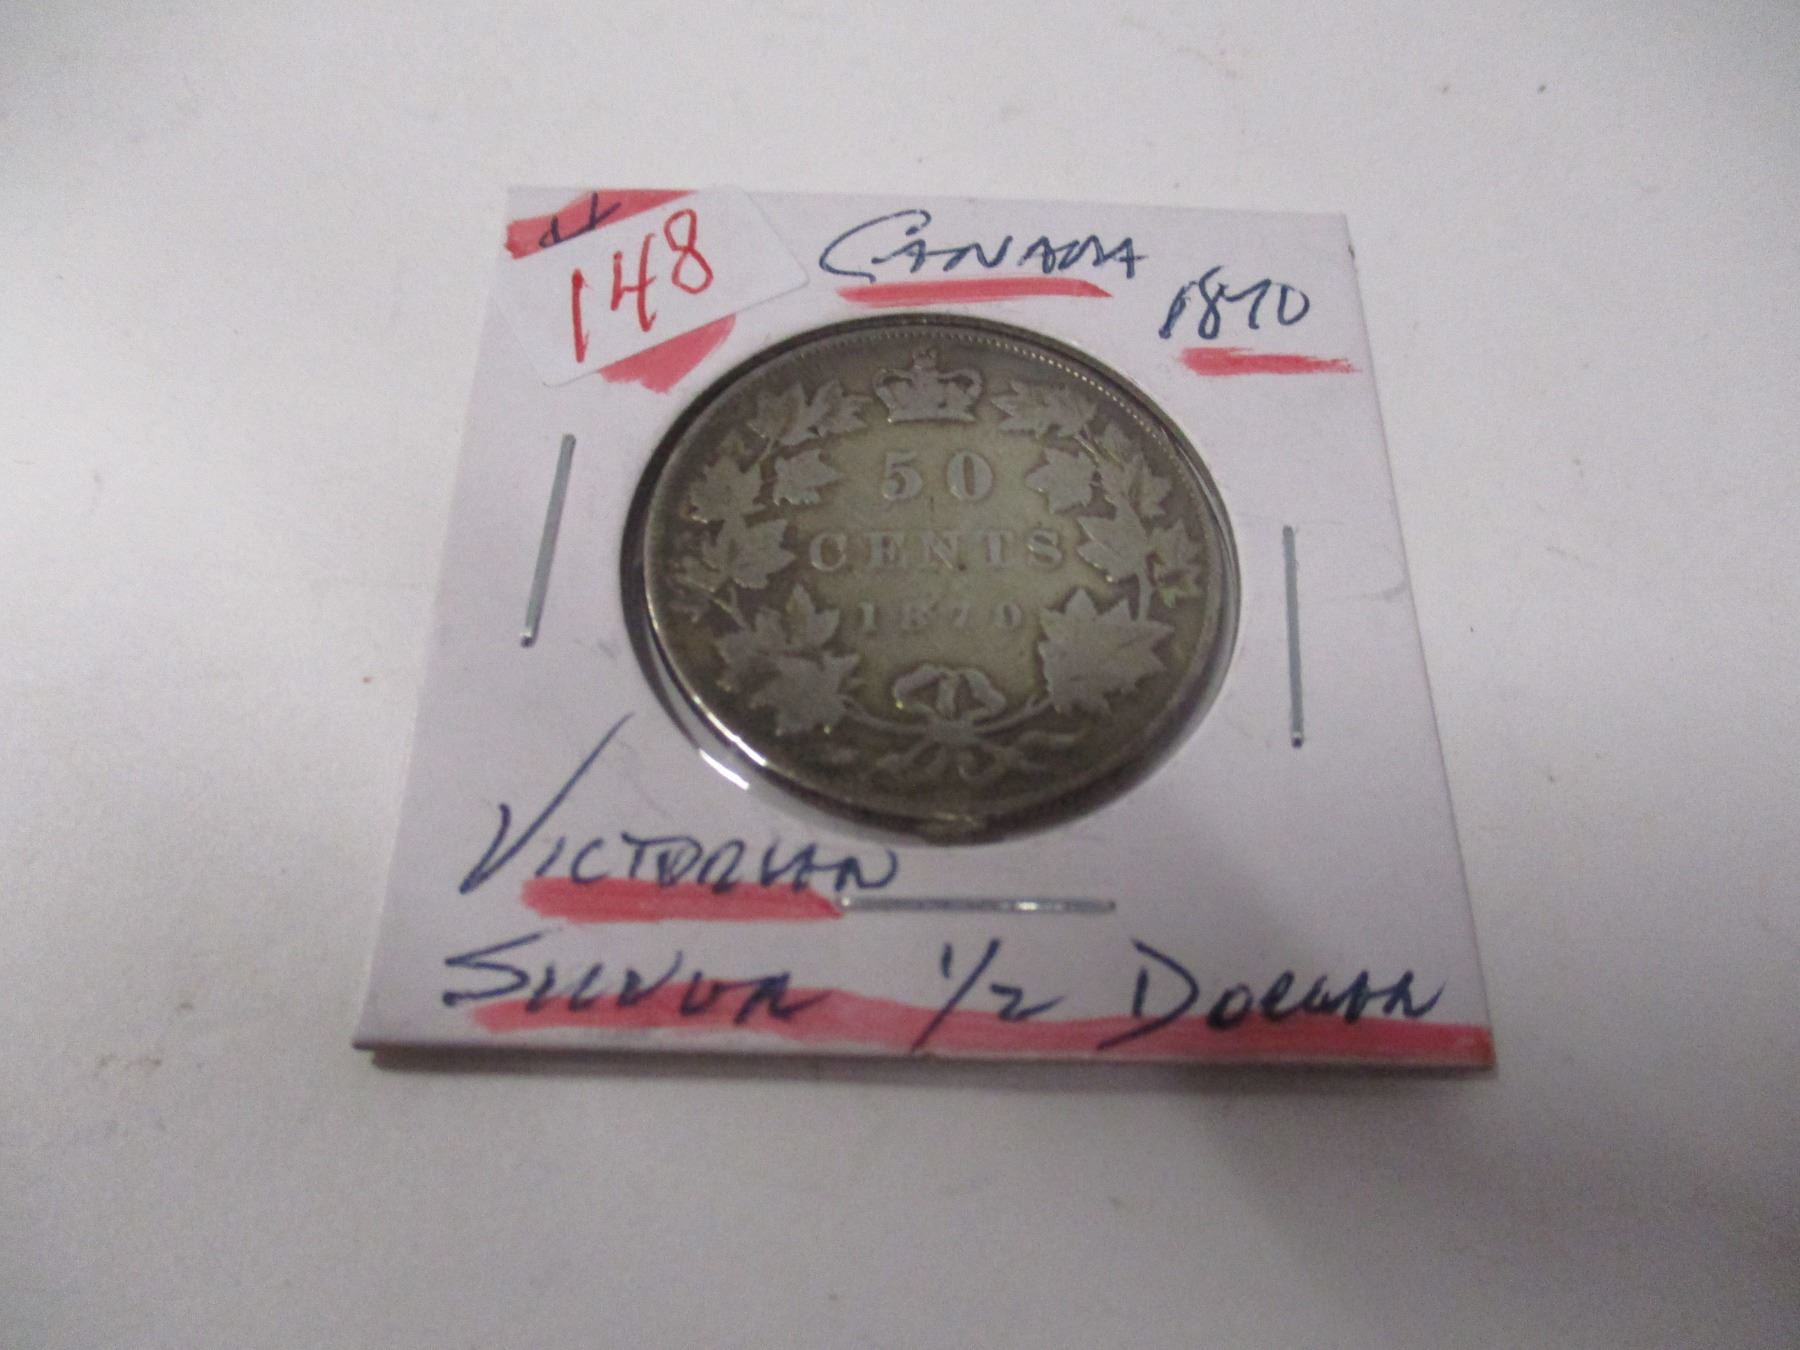 148
CANADA
1870
50
CENTS
1870
VICTORIAN
SILVER 1/2 DOLLAR